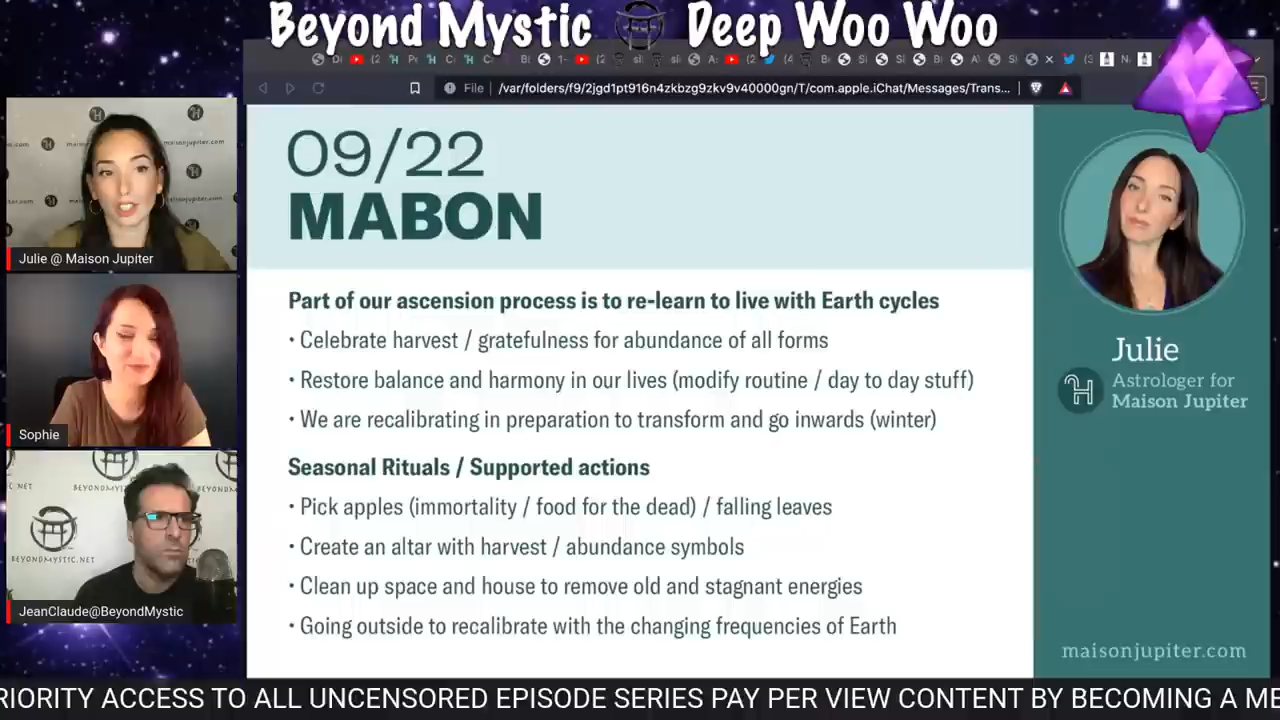 Beyond Mystic Deep Woo Woo
File | /var/folders/f9/2jgd1pt916n4zkbzg9zkv9v40000gn/T/com.apple.iChat/Messages/Trans...
09/22
MABON
Part of our ascension process is to re-learn to live with Earth cycles
• Celebrate harvest / gratefulness for abundance of all forms
• Restore balance and harmony in our lives (modify routine / day to day stuff)
• We are recalibrating in preparation to transform and go inwards (winter)
Seasonal Rituals / Supported actions
• Pick apples (immortality / food for the dead) / falling leaves
• Create an altar with harvest / abundance symbols
• Clean up space and house to remove old and stagnant energies
• Going outside to recalibrate with the changing frequencies of Earth
Julie
Astrologer for
Maison Jupiter
maisonjupiter.com
Julie @ Maison Jupiter
Sophie
BEYONDMYSTIC.NET
JeanClaude@BeyondMystic
RIORITY ACCESS TO ALL UNCENSORED EPISODE SERIES PAY PER VIEW CONTENT BY BECOMING A ME